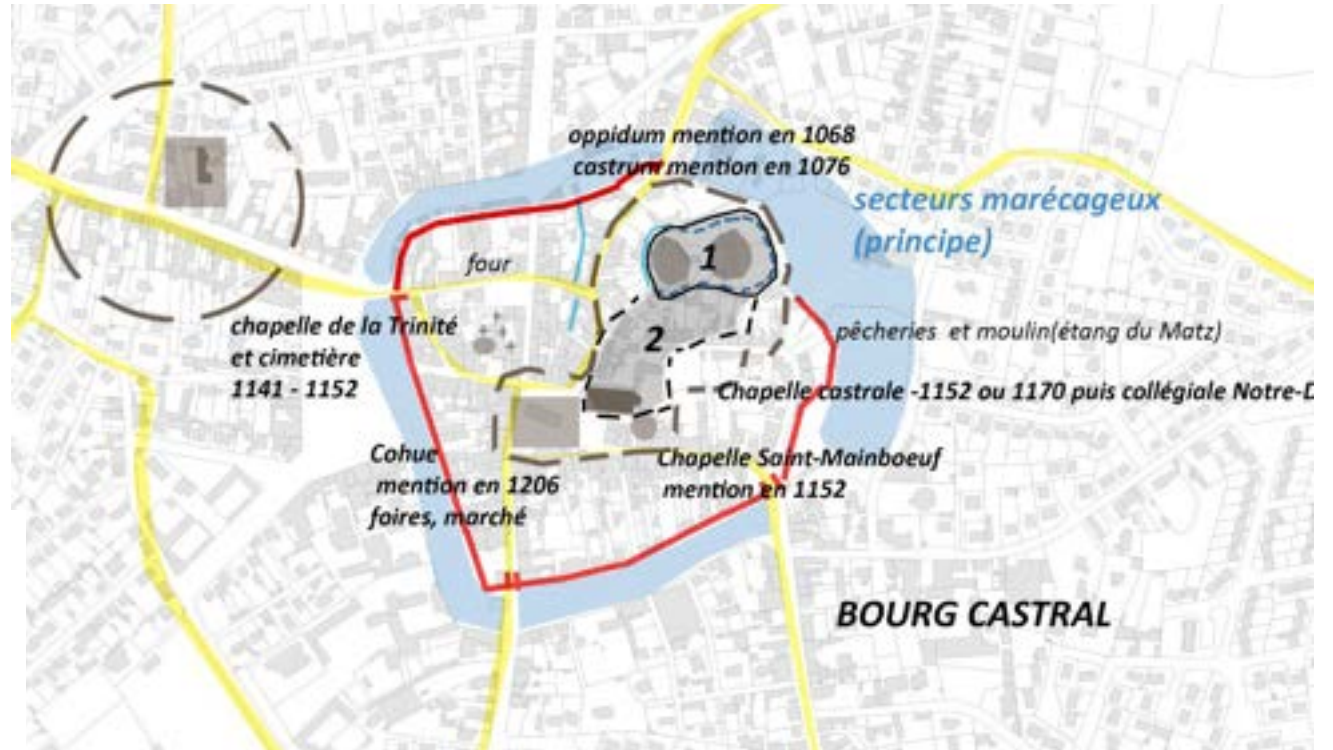 oppidum mention en 1068
castrum mention en 1076
secteurs marécageux
(principe)
1
four
chapelle de la Trinité
et cimetière
1141 - 1152
2
pêcheries et moulin(étang du Matz)
Chapelle castrale -1152 ou 1170 puis collégiale Notre-D
Cohue
mention en 1206
foires, marché
Chapelle Saint-Mainboeuf
mention en 1152
BOURG CASTRAL